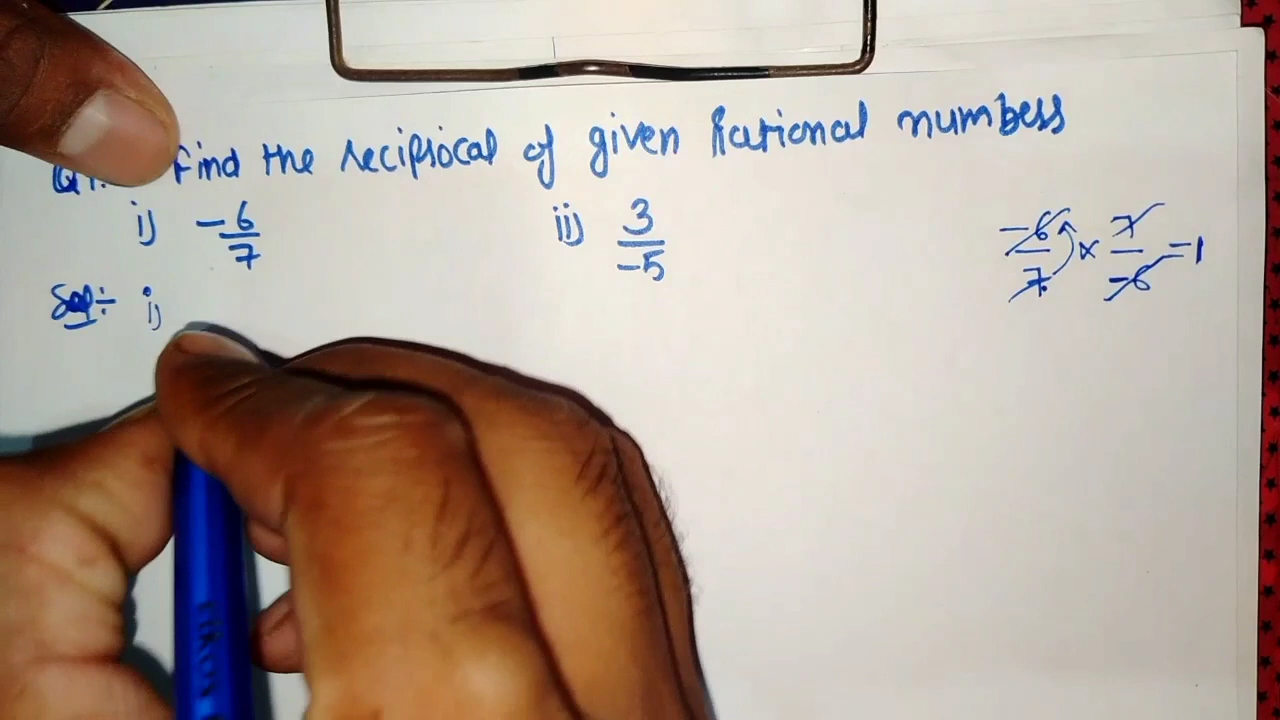 Find the reciprocal of given Rational numbers
i) -6/7 ii) 3/-5 -6/7 × 7/-6 = 1
Sol:- i)